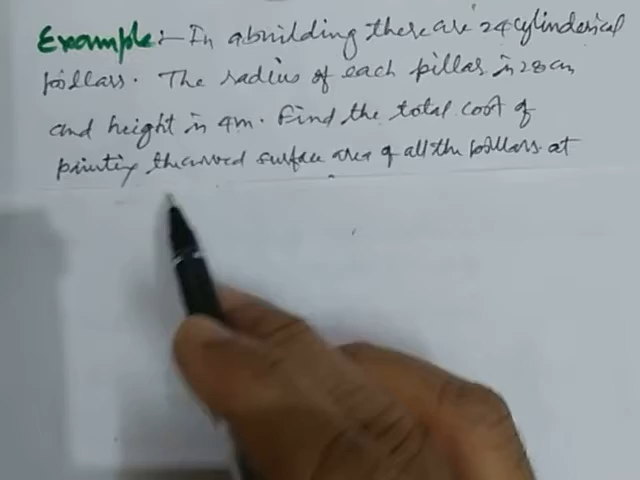 Example:- In a building there are 24 cylinderical
pillars. The radius of each pillar is 28 cm
and height is 4m. Find the total cost of
painting the curved surface area of all the pillars at